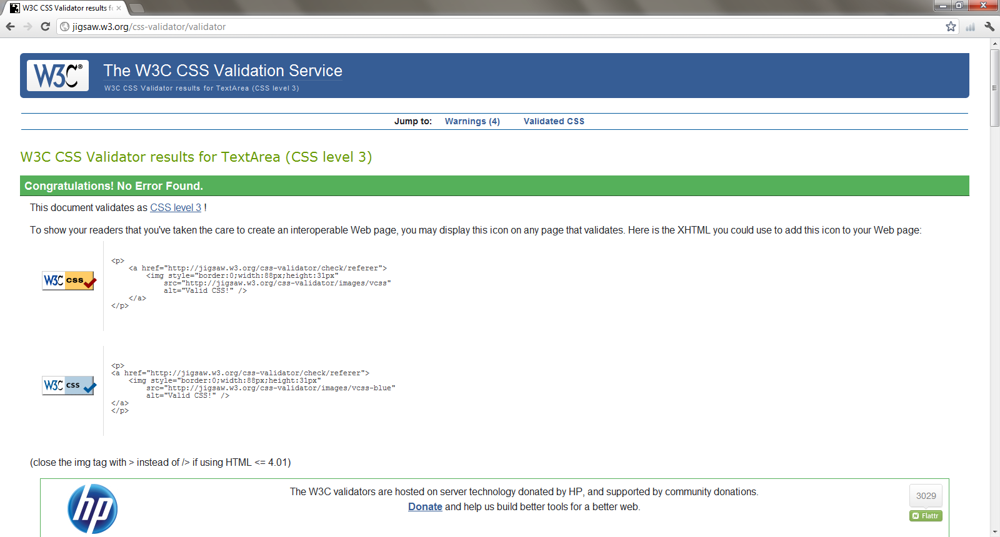 W3C CSS Validator results fo
jigsaw.w3.org/css-validator/validator
W3C®
The W3C CSS Validation Service
W3C CSS Validator results for TextArea (CSS level 3)
Jump to: Warnings (4) Validated CSS
W3C CSS Validator results for TextArea (CSS level 3)
Congratulations! No Error Found.
This document validates as CSS level 3 !
To show your readers that you've taken the care to create an interoperable Web page, you may display this icon on any page that validates. Here is the XHTML you could use to add this icon to your Web page:
W3C css
<p>
<a href="http://jigsaw.w3.org/css-validator/check/referer">
<img style="border:0;width:88px;height:31px"
src="http://jigsaw.w3.org/css-validator/images/vcss"
alt="Valid CSS!" />
</a>
</p>
W3C css
<p>
<a href="http://jigsaw.w3.org/css-validator/check/referer">
<img style="border:0;width:88px;height:31px"
src="http://jigsaw.w3.org/css-validator/images/vcss-blue"
alt="Valid CSS!" />
</a>
</p>
(close the img tag with > instead of /> if using HTML <= 4.01)
hp
The W3C validators are hosted on server technology donated by HP, and supported by community donations.
Donate and help us build better tools for a better web.
3029
Flattr